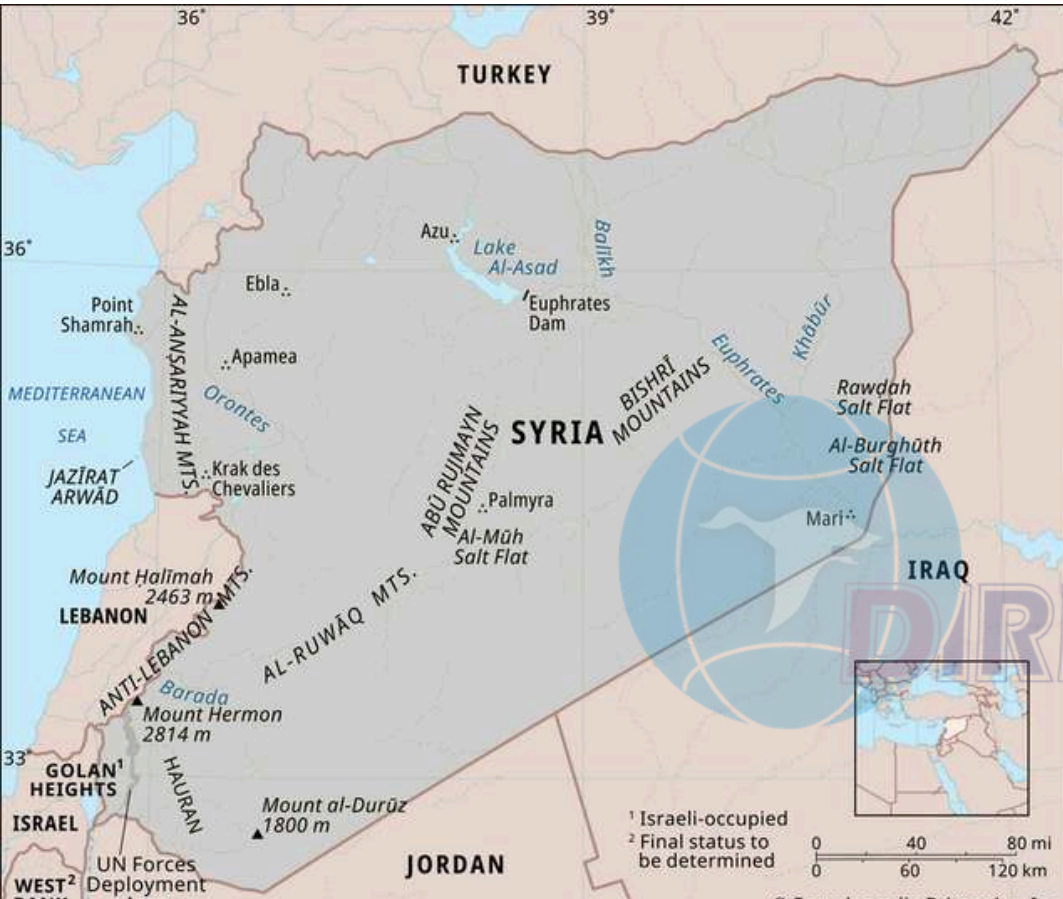 36°
39°
42°
TURKEY
36°
Azu
Lake
Al-Asad
Balīkh
Ebla
Euphrates
Dam
Point
Shamrah
AL-ANṢARIYYAH MTS.
Apamea
Khābūr
Euphrates
BISHRĪ
MOUNTAINS
MEDITERRANEAN
SEA
Orontes
Rawḍah
Salt Flat
SYRIA
Al-Burghūth
Salt Flat
JAZĪRAT
ARWĀD
Krak des
Chevaliers
ABŪ RUJMAYN
MOUNTAINS
Palmyra
Mari
Al-Mūh
Salt Flat
IRAQ
Mount Ḥalīmah
2463 m
LEBANON
ANTI-LEBANON MTS.
AL-RUWĀQ MTS.
DIR
Barada
Mount Hermon
2814 m
33°
GOLAN¹
HEIGHTS
HAURAN
Mount al-Durūz
1800 m
ISRAEL
¹ Israeli-occupied
² Final status to
be determined
0 40 80 mi
0 60 120 km
JORDAN
UN Forces
Deployment
WEST²